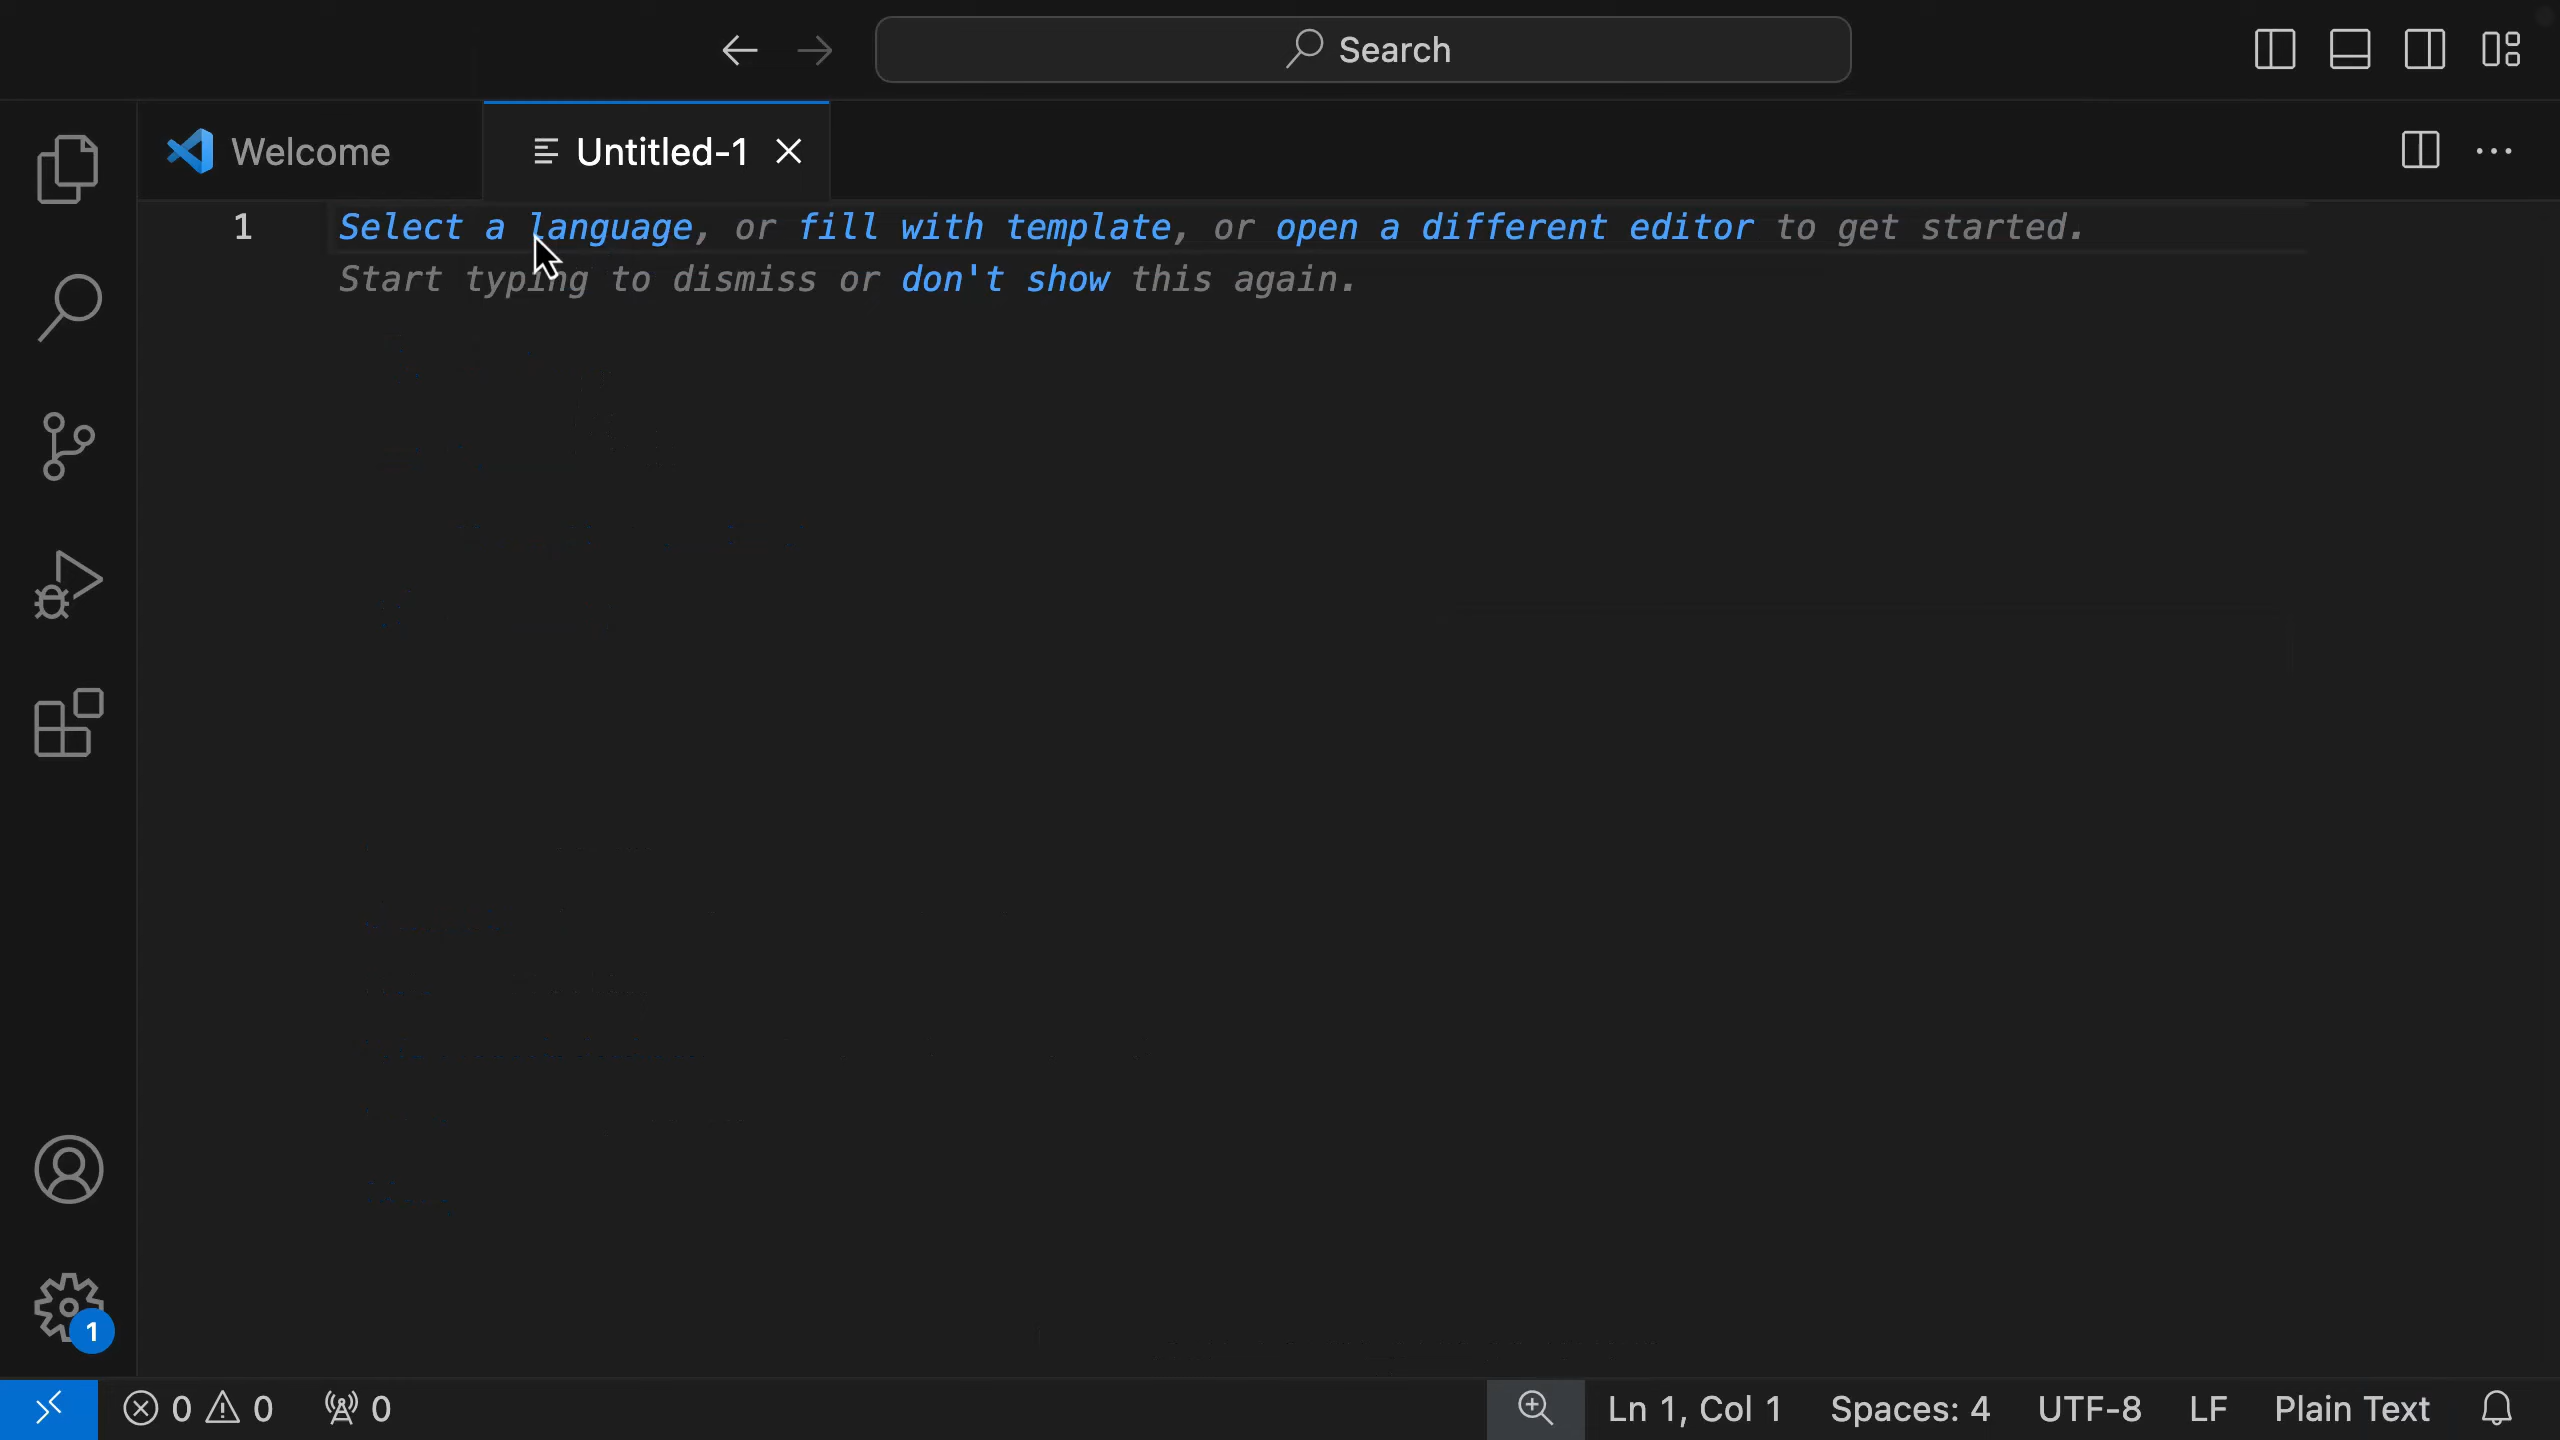 Search
Welcome
Untitled-1
1 Select a language, or fill with template, or open a different editor to get started.
Start typing to dismiss or don't show this again.
1
0 0 0 Ln 1, Col 1 Spaces: 4 UTF-8 LF Plain Text